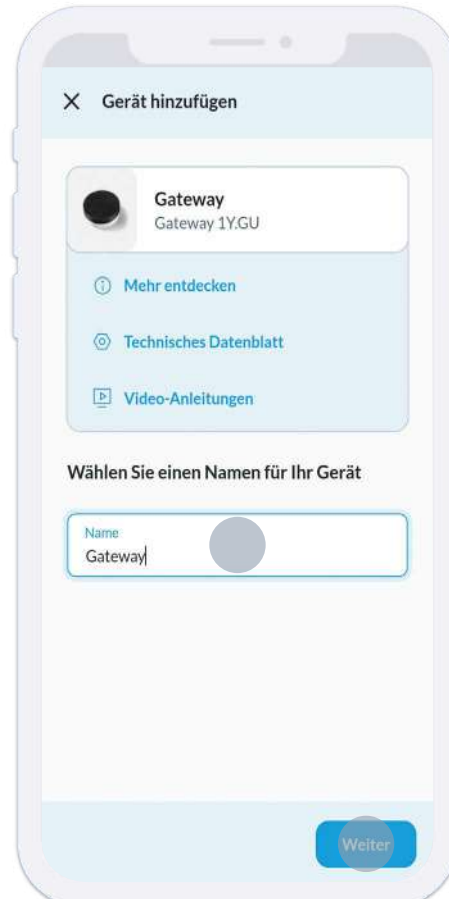 Gerät hinzufügen
Gateway
Gateway 1Y.GU
Mehr entdecken
Technisches Datenblatt
Video-Anleitungen
Wählen Sie einen Namen für Ihr Gerät
Name
Gateway
Weiter